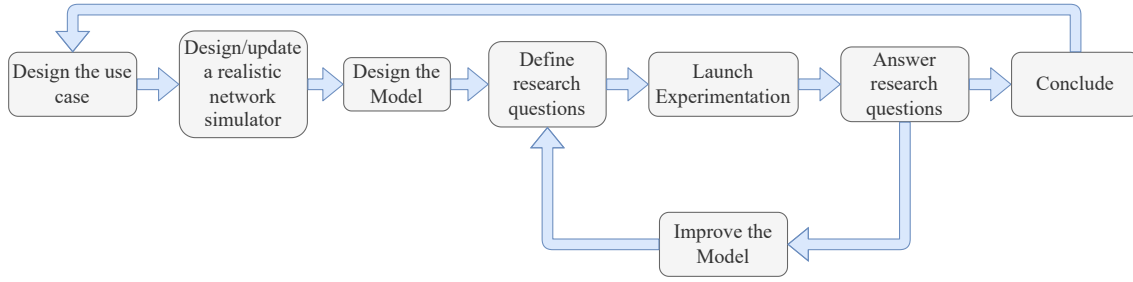 Design the use
case
Design/update
a realistic
network
simulator
Design the
Model
Define
research
questions
Launch
Experimentation
Answer
research
questions
Conclude
Improve the
Model